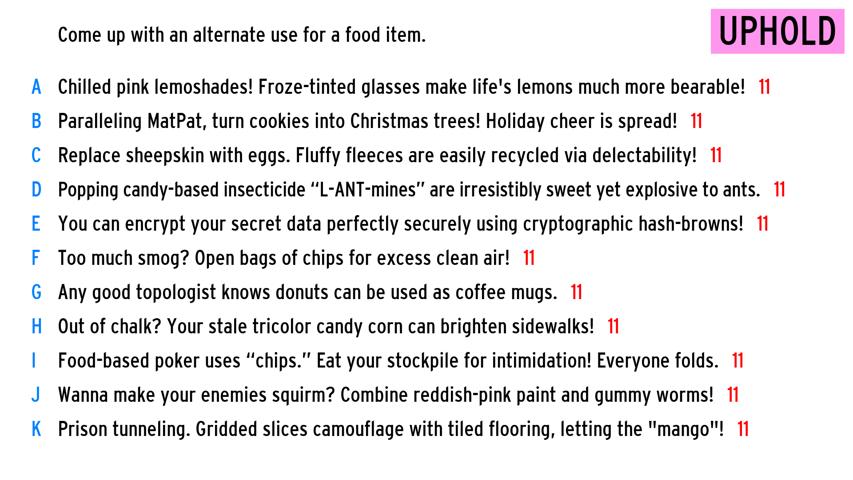 Come up with an alternate use for a food item.
UPHOLD
A Chilled pink lemoshades! Froze-tinted glasses make life's lemons much more bearable! 11
B Paralleling MatPat, turn cookies into Christmas trees! Holiday cheer is spread! 11
C Replace sheepskin with eggs. Fluffy fleeces are easily recycled via delectability! 11
D Popping candy-based insecticide “L-ANT-mines” are irresistibly sweet yet explosive to ants. 11
E You can encrypt your secret data perfectly securely using cryptographic hash-browns! 11
F Too much smog? Open bags of chips for excess clean air! 11
G Any good topologist knows donuts can be used as coffee mugs. 11
H Out of chalk? Your stale tricolor candy corn can brighten sidewalks! 11
I Food-based poker uses “chips.” Eat your stockpile for intimidation! Everyone folds. 11
J Wanna make your enemies squirm? Combine reddish-pink paint and gummy worms! 11
K Prison tunneling. Gridded slices camouflage with tiled flooring, letting the "mango"! 11